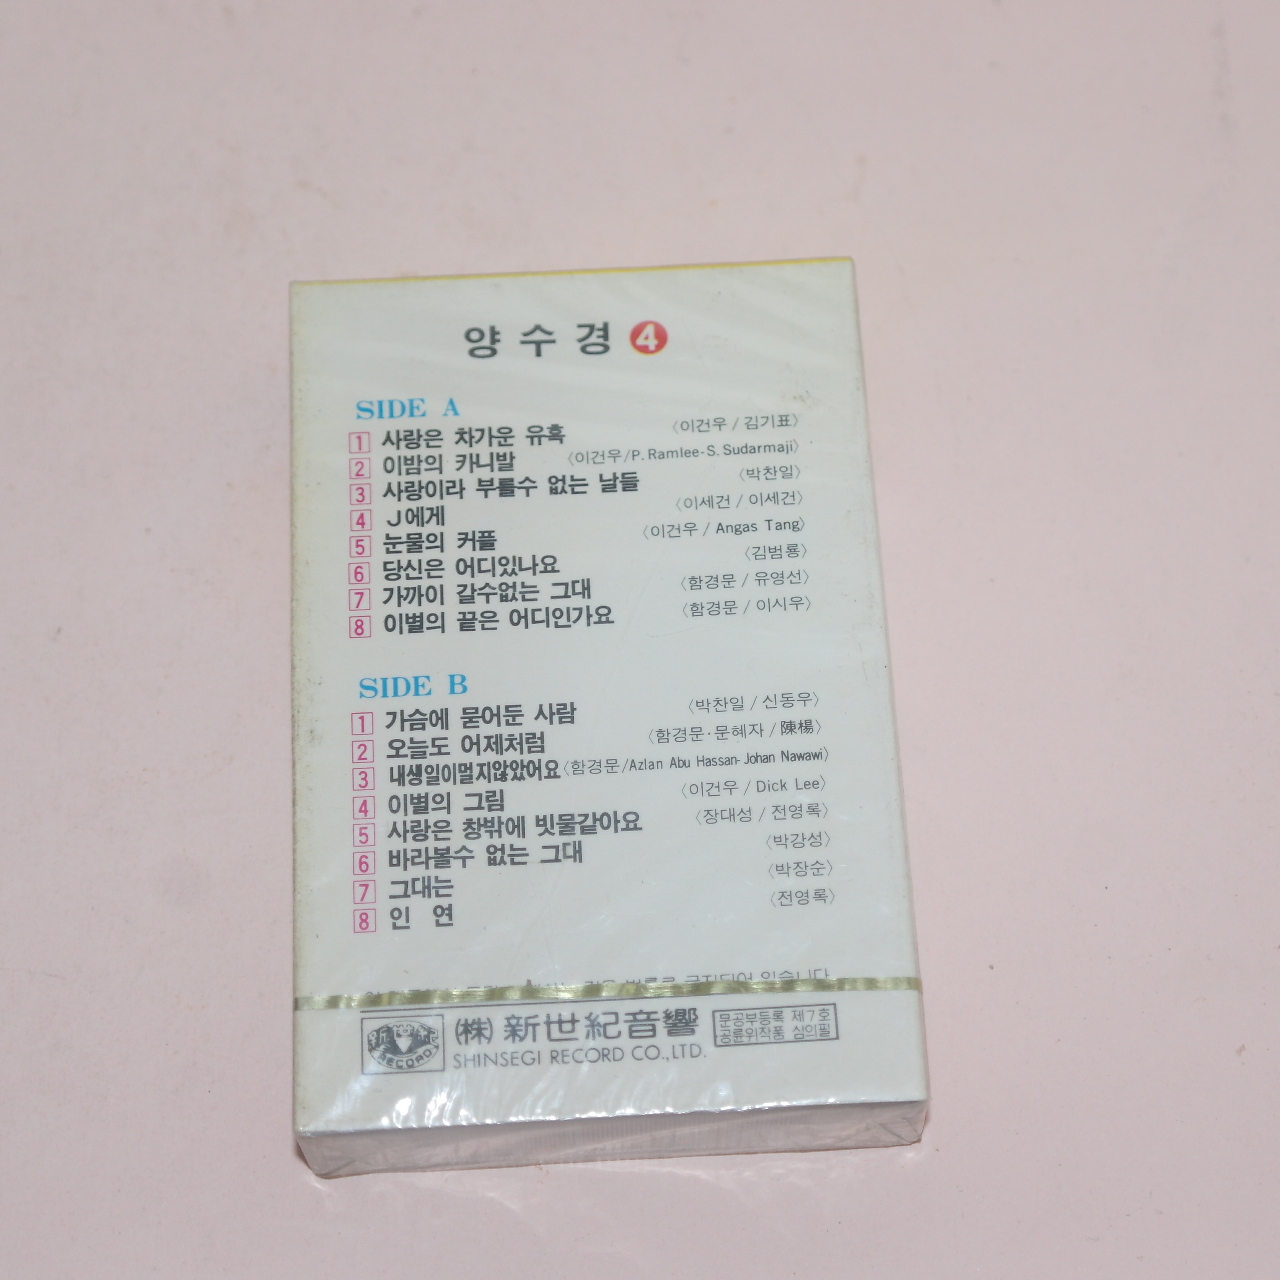 양수경 4
SIDE A
1 사랑은 차가운 유혹 〈이건우 / 김기표〉
2 이밤의 카니발 〈이건우/P. Ramlee-S. Sudarmaji〉
3 사랑이라 부를수 없는 날들 〈박찬일〉
4 J에게 〈이세건 / 이세건〉
5 눈물의 커플 〈이건우 / Angas Tang〉
6 당신은 어디있나요 〈김범룡〉
7 가까이 갈수없는 그대 〈함경문 / 유영선〉
8 이별의 끝은 어디인가요 〈함경문 / 이시우〉
SIDE B
1 가슴에 묻어둔 사람 〈박찬일 / 신동우〉
2 오늘도 어제처럼 〈함경문·문혜자 / 陳楊〉
3 내생일이멀지않았어요 〈함경문/Azlan Abu Hassan-Johan Nawawi〉
4 이별의 그림 〈이건우 / Dick Lee〉
5 사랑은 창밖에 빗물같아요 〈장대성 / 전영록〉
6 바라볼수 없는 그대 〈박강성〉
7 그대는 〈박장순〉
8 인 연 〈전영록〉
법률로 금지되어 있습니다
RECORD
(株) 新世紀音響
SHINSEGI RECORD CO.,LTD.
문공부등록 제7호
공륜위작품 심의필